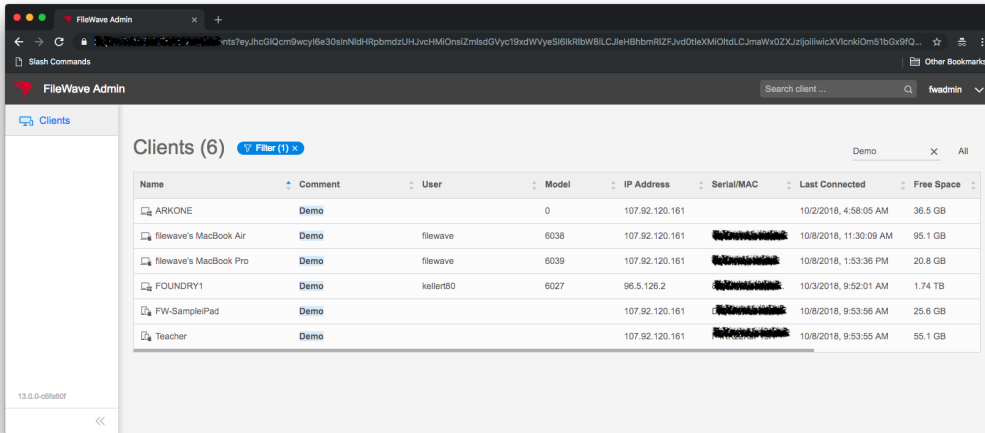 FileWave Admin
Slash Commands
Other Bookmarks
FileWave Admin
Search client ...
fwadmin
Clients
Clients (6)
Filter (1) ×
Demo
All
Name Comment User Model IP Address Serial/MAC Last Connected Free Space
ARKONE Demo 0 107.92.120.161 10/2/2018, 4:58:05 AM 36.5 GB
filewave's MacBook Air Demo filewave 6038 107.92.120.161 10/8/2018, 11:30:09 AM 95.1 GB
filewave's MacBook Pro Demo filewave 6039 107.92.120.161 10/8/2018, 1:53:36 PM 20.8 GB
FOUNDRY1 Demo kellert80 6027 96.5.126.2 10/3/2018, 9:52:01 AM 1.74 TB
FW-SampleiPad Demo 107.92.120.161 10/8/2018, 9:53:56 AM 25.6 GB
Teacher Demo 107.92.120.161 10/8/2018, 9:53:55 AM 55.1 GB
13.0.0-c6fa60f